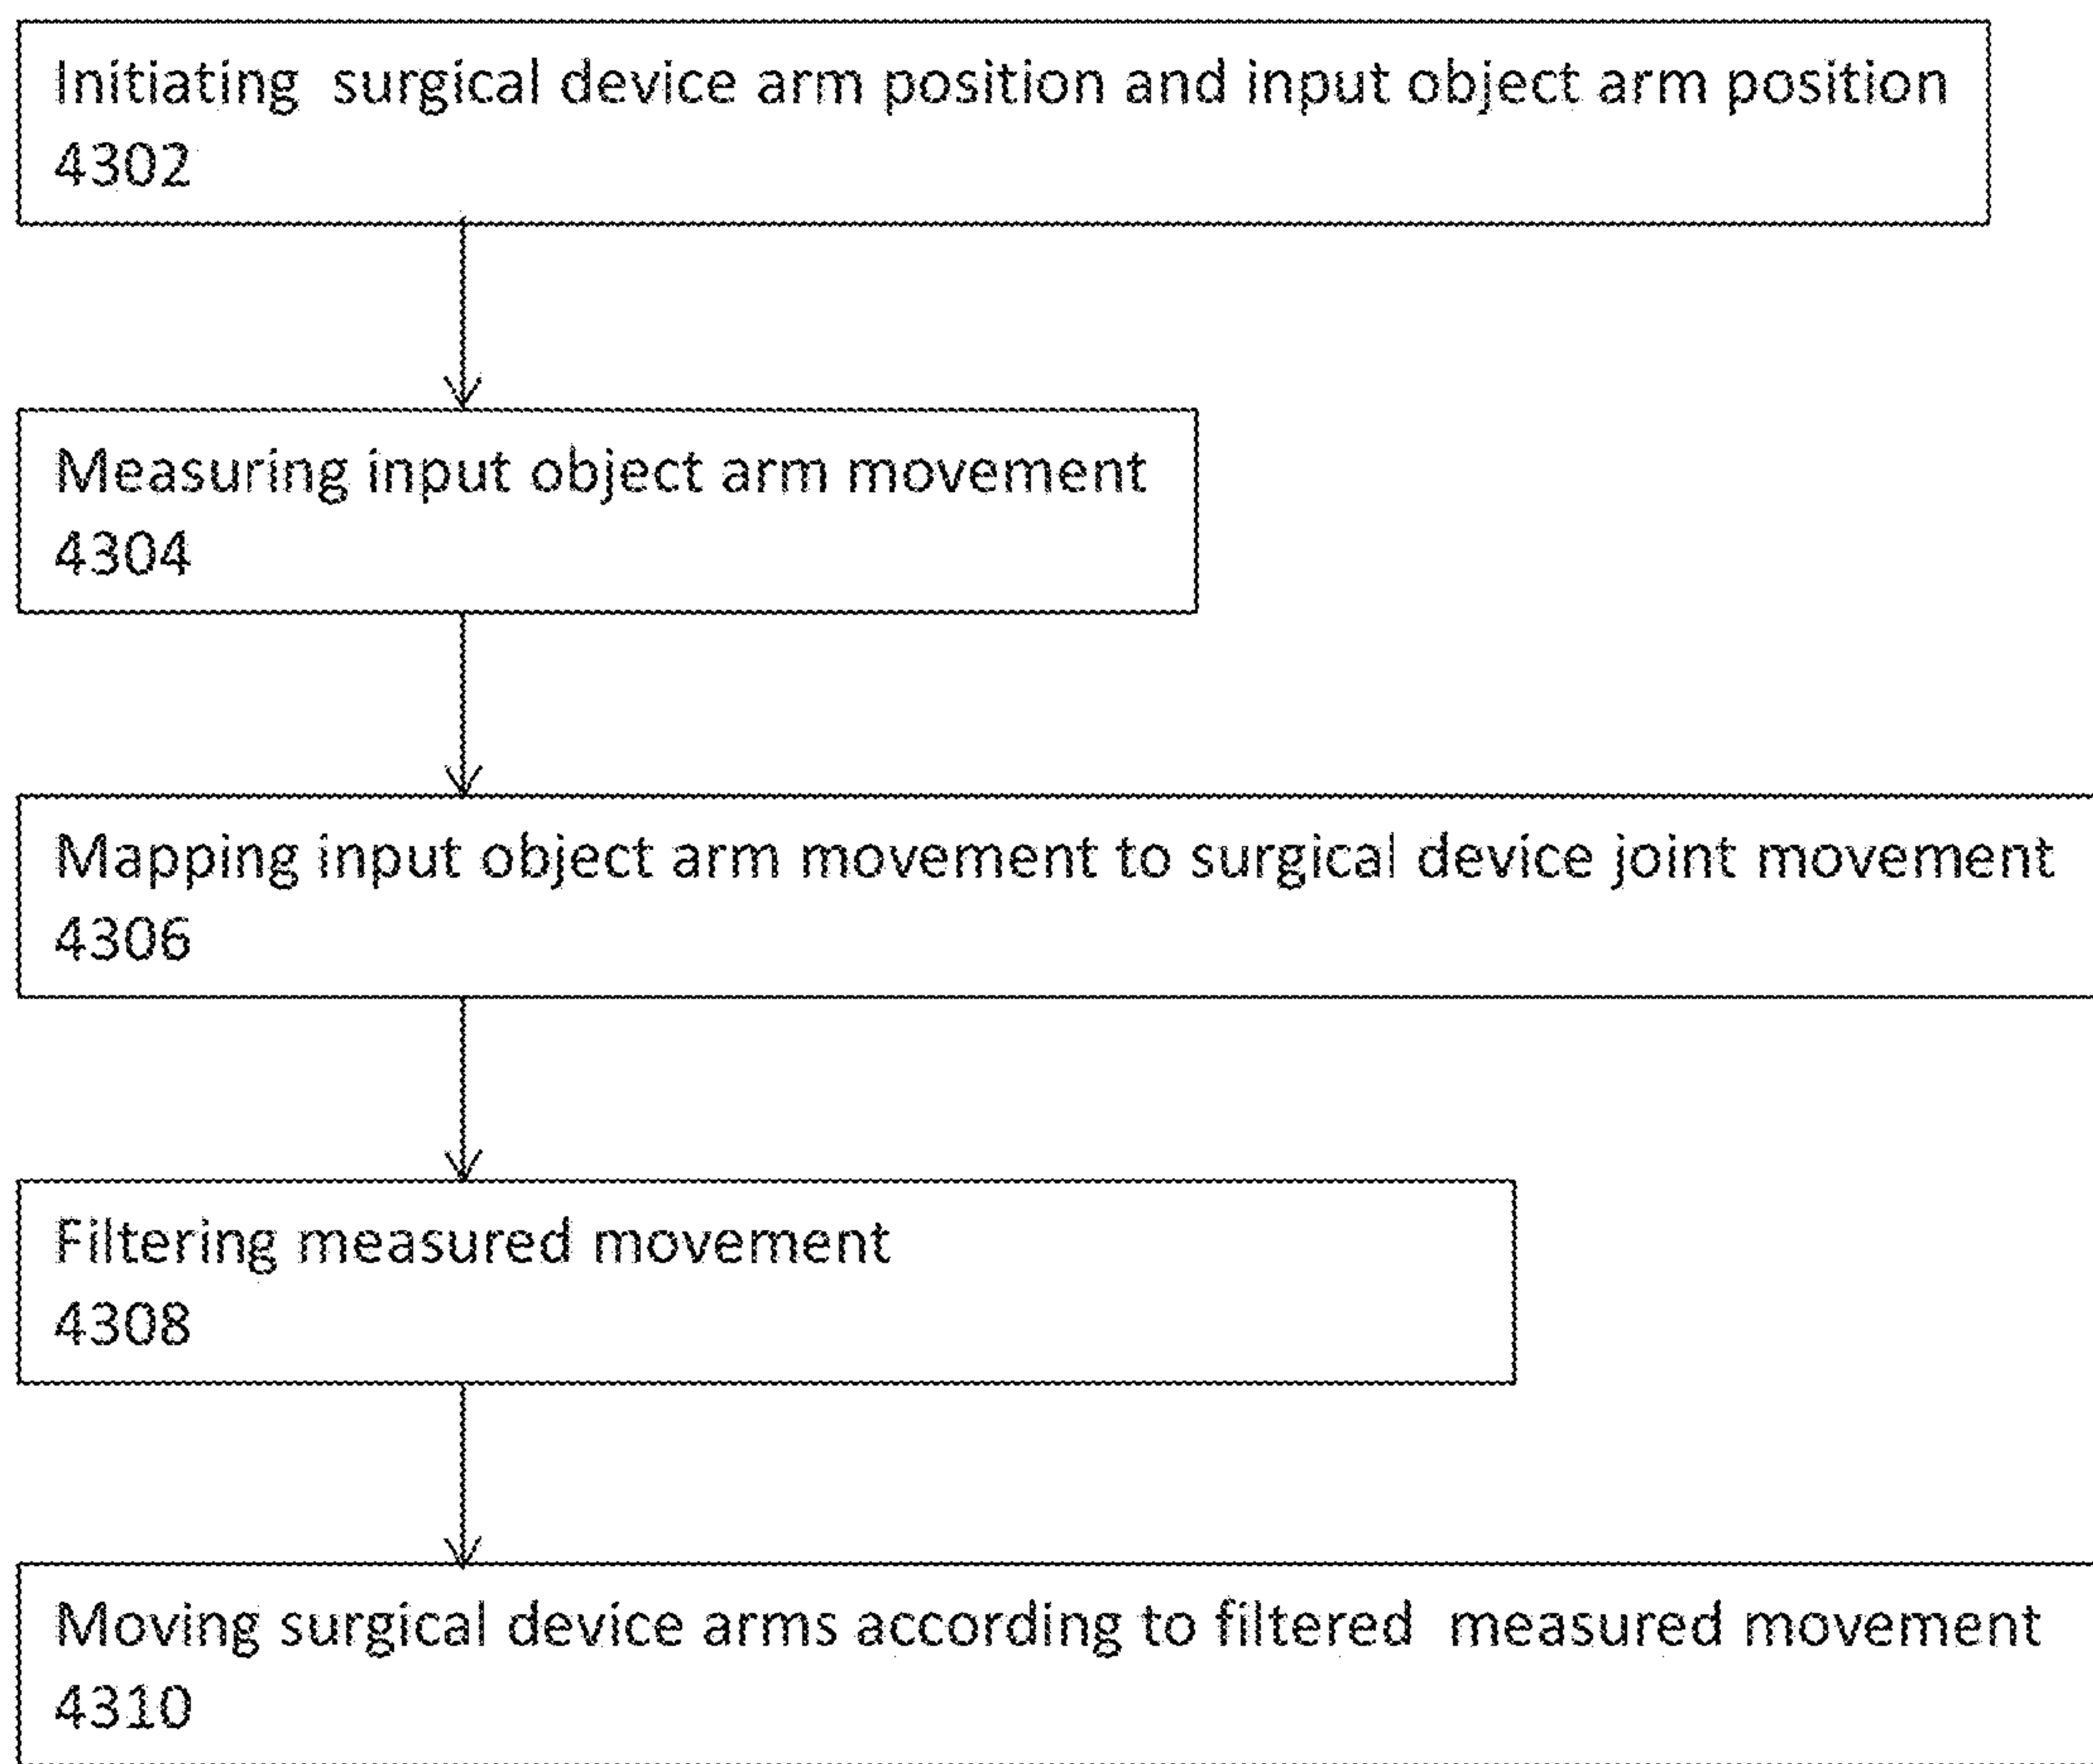 Initiating surgical device arm position and input object arm position
4302
Measuring input object arm movement
4304
Mapping input object arm movement to surgical device joint movement
4306
Filtering measured movement
4308
Moving surgical device arms according to filtered measured movement
4310